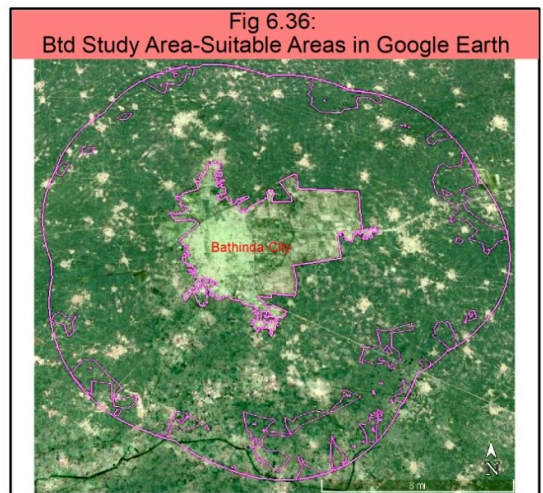 Fig 6.36:
Btd Study Area-Suitable Areas in Google Earth
Bathinda City
N
8 mi